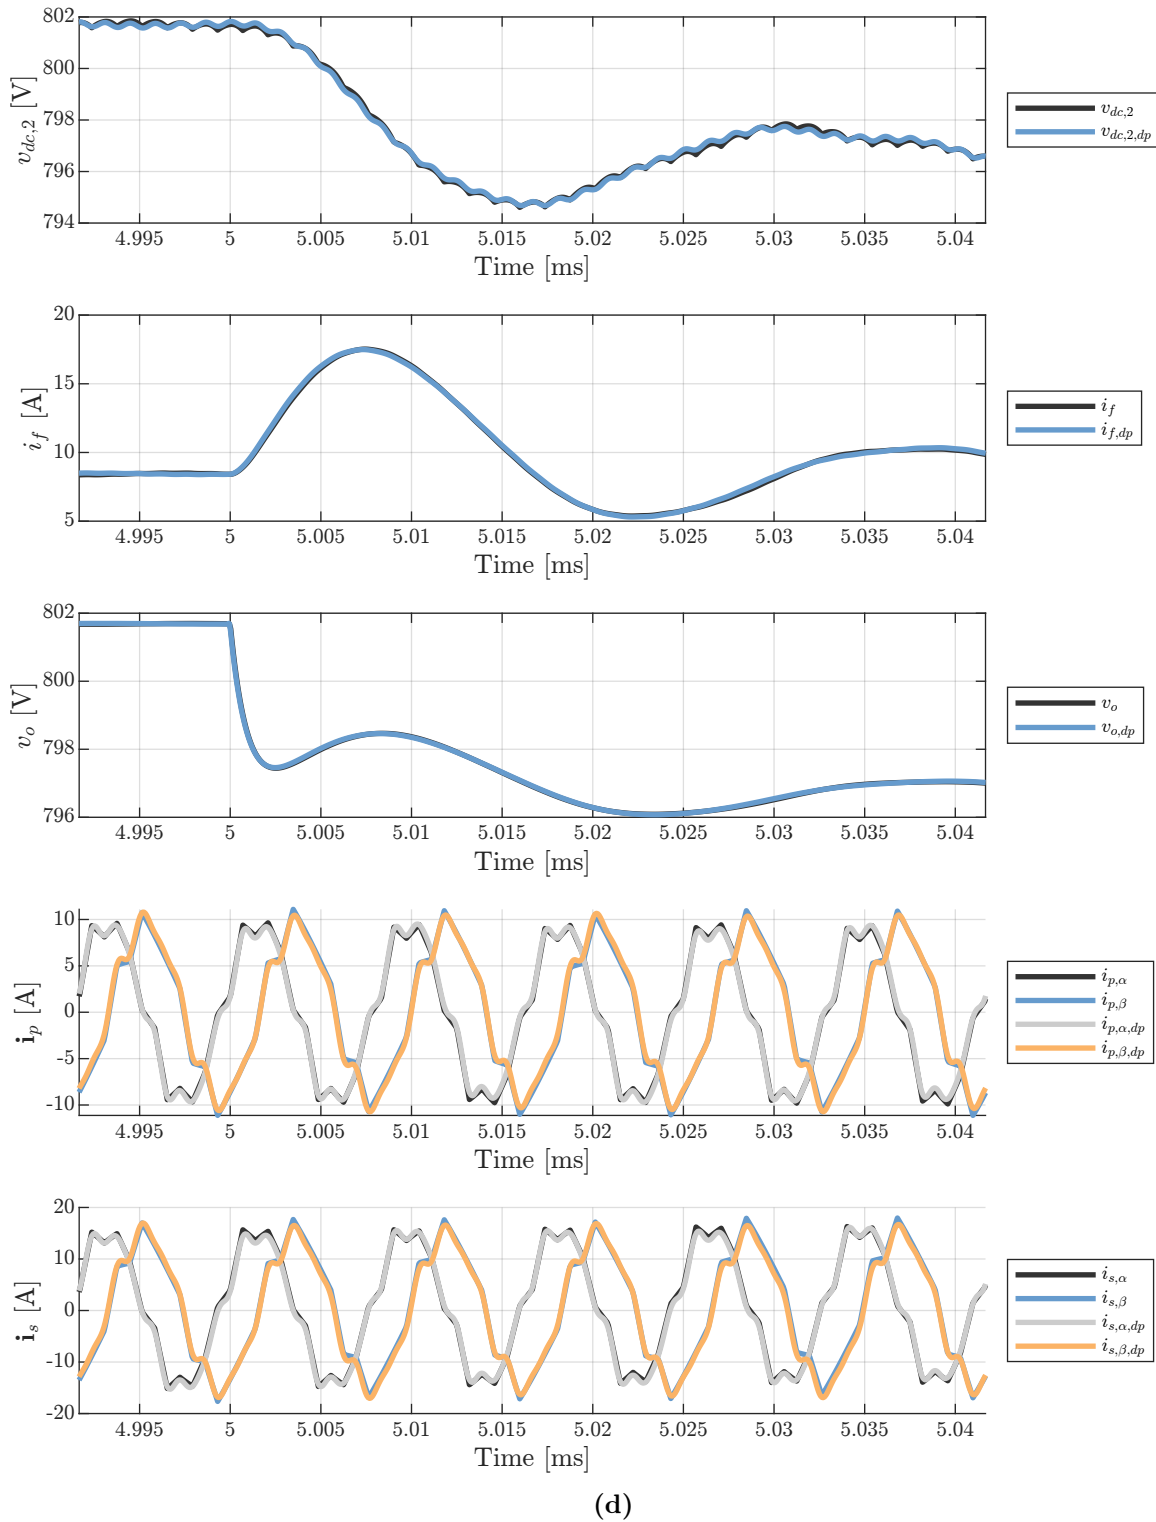 802
800
798
796
794
v_{dc,2} [V]
4.995 5 5.005 5.01 5.015 5.02 5.025 5.03 5.035 5.04
Time [ms]
v_{dc,2}
v_{dc,2,dp}
20
15
10
5
i_f [A]
4.995 5 5.005 5.01 5.015 5.02 5.025 5.03 5.035 5.04
Time [ms]
i_f
i_{f,dp}
802
800
798
796
v_o [V]
4.995 5 5.005 5.01 5.015 5.02 5.025 5.03 5.035 5.04
Time [ms]
v_o
v_{o,dp}
10
5
0
-5
-10
i_p [A]
4.995 5 5.005 5.01 5.015 5.02 5.025 5.03 5.035 5.04
Time [ms]
i_{p,α}
i_{p,β}
i_{p,α,dp}
i_{p,β,dp}
20
10
0
-10
-20
i_s [A]
4.995 5 5.005 5.01 5.015 5.02 5.025 5.03 5.035 5.04
Time [ms]
i_{s,α}
i_{s,β}
i_{s,α,dp}
i_{s,β,dp}
(d)